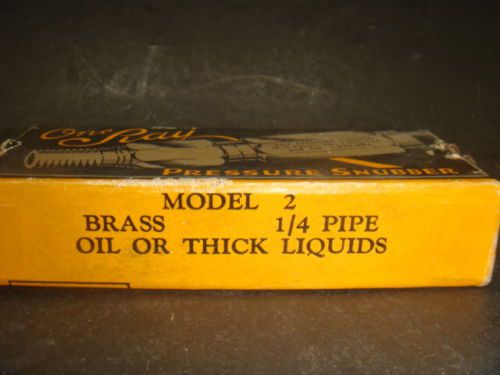 One Ray
PRESSURE SNUBBER
MODEL 2
BRASS 1/4 PIPE
OIL OR THICK LIQUIDS